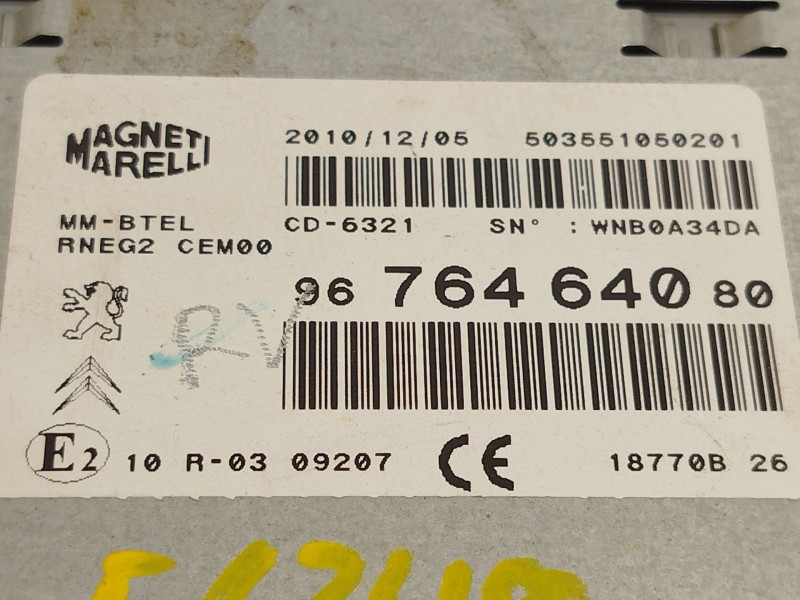 MAGNETI
MARELLI
2010/12/05 503551050201
MM-BTEL
RNEG2 CEM00
CD-6321 SN° : WNB0A34DA
96 764 640 80
E2 10 R-03 09207 CE 18770B 26